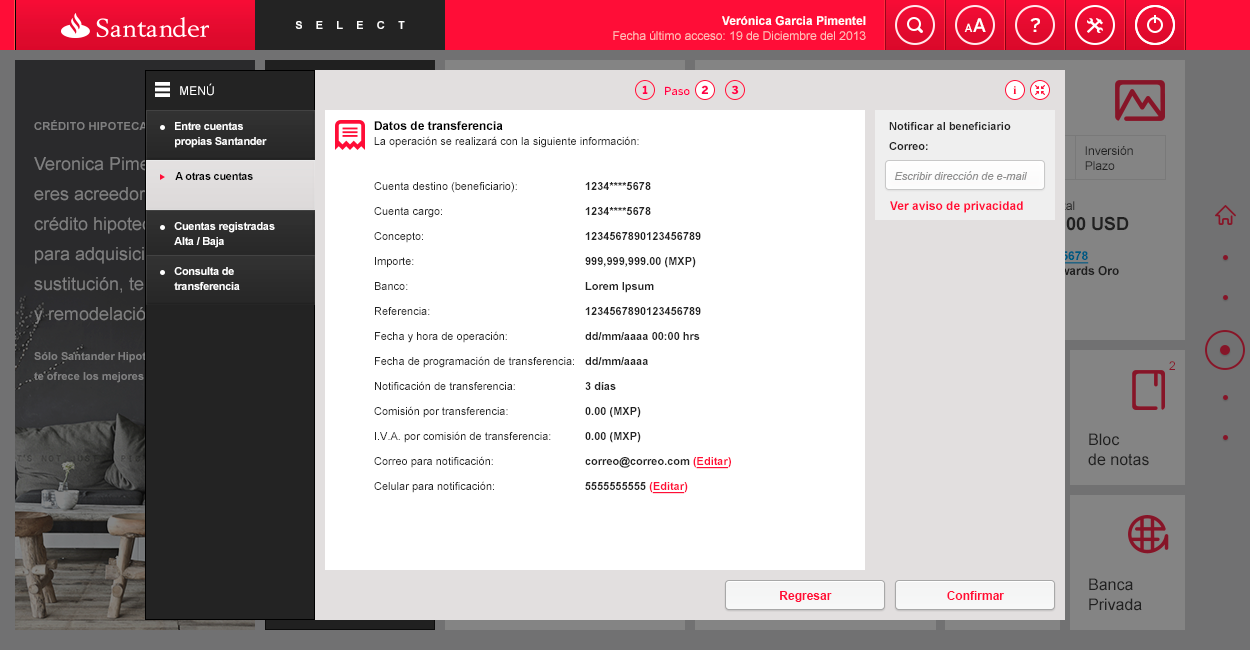 Santander
SELECT
Verónica Garcia Pimentel
Fecha último acceso: 19 de Diciembre del 2013
AA
?
MENÚ
Entre cuentas
propias Santander
A otras cuentas
Cuentas registradas
Alta / Baja
Consulta de
transferencia
CRÉDITO HIPOTECA
Veronica Pime
eres acreedor
crédito hipotec
para adquisici
sustitución, te
y remodelació
Sólo Santander Hipot
te ofrece los mejores
1 Paso 2 3
i
Datos de transferencia
La operación se realizará con la siguiente información:
Cuenta destino (beneficiario): 1234****5678
Cuenta cargo: 1234****5678
Concepto: 1234567890123456789
Importe: 999,999,999.00 (MXP)
Banco: Lorem Ipsum
Referencia: 1234567890123456789
Fecha y hora de operación: dd/mm/aaaa 00:00 hrs
Fecha de programación de transferencia: dd/mm/aaaa
Notificación de transferencia: 3 días
Comisión por transferencia: 0.00 (MXP)
I.V.A. por comisión de transferencia: 0.00 (MXP)
Correo para notificación: correo@correo.com (Editar)
Celular para notificación: 5555555555 (Editar)
Notificar al beneficiario
Correo:
Escribir dirección de e-mail
Ver aviso de privacidad
Regresar
Confirmar
Inversión
Plazo
al
00 USD
5678
wards Oro
2
Bloc
de notas
Banca
Privada